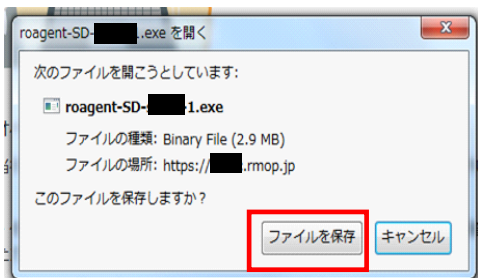 roagent-SD-..exe を開く
次のファイルを開こうとしています:
roagent-SD-1.exe
ファイルの種類: Binary File (2.9 MB)
ファイルの場所: https://.rmop.jp
このファイルを保存しますか?
ファイルを保存 キャンセル